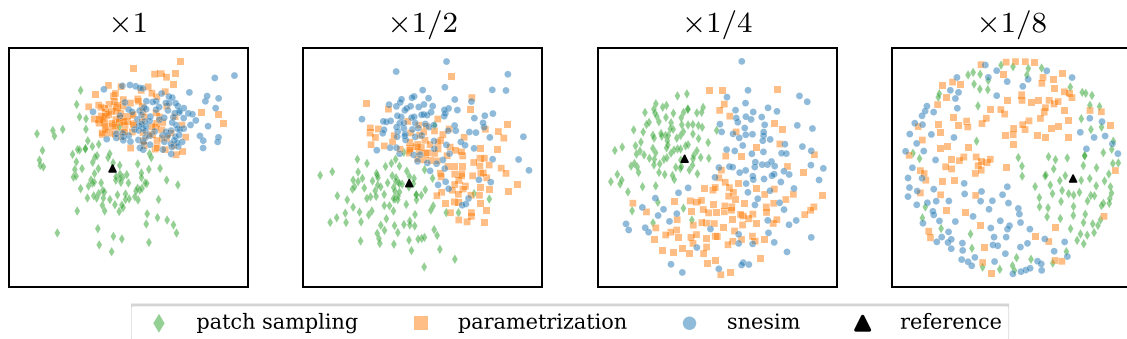 ×1 ×1/2 ×1/4 ×1/8
patch sampling parametrization snesim reference